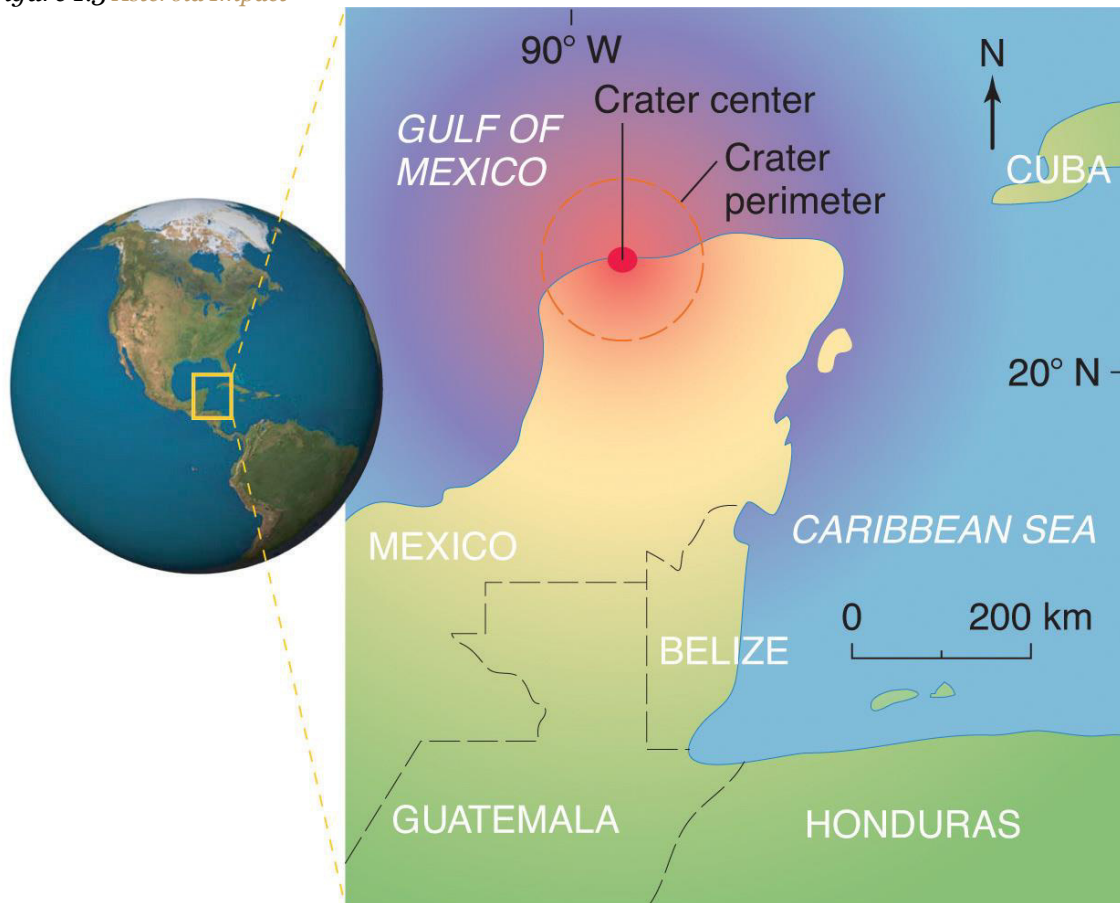 90° W
N
Crater center
GULF OF
MEXICO
Crater
perimeter
CUBA
20° N
MEXICO
CARIBBEAN SEA
0 200 km
BELIZE
GUATEMALA
HONDURAS